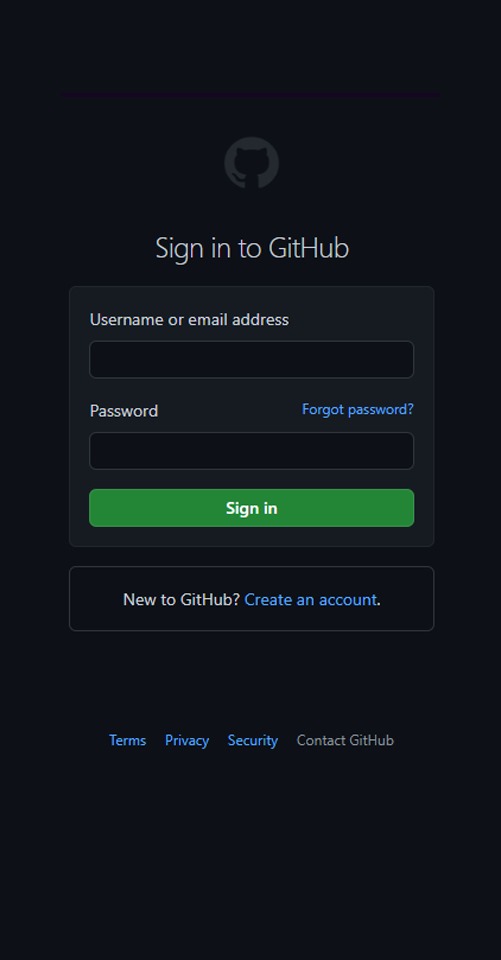 Sign in to GitHub
Username or email address
Password Forgot password?
Sign in
New to GitHub? Create an account.
Terms Privacy Security Contact GitHub